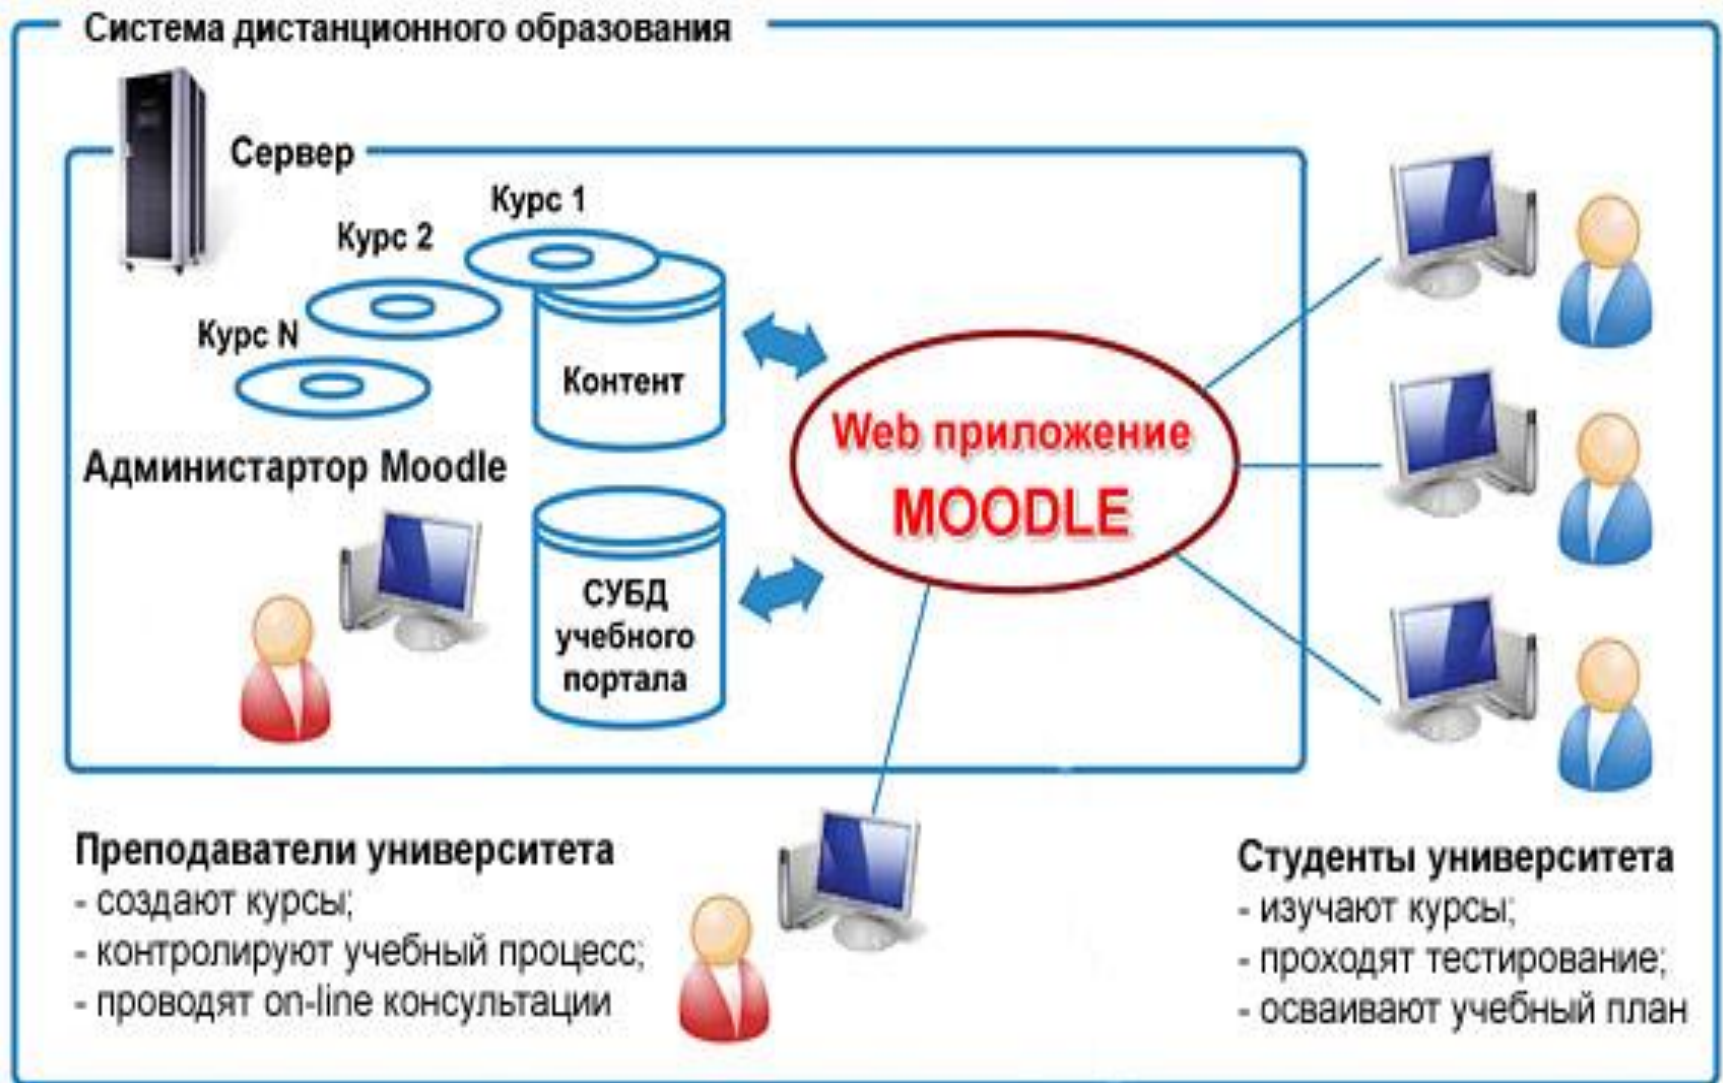 Система дистанционного образования
Сервер
Курс 1
Курс 2
Курс N
Контент
Администартор Moodle
СУБД
учебного
портала
Web приложение
MOODLE
Преподаватели университета
- создают курсы;
- контролируют учебный процесс;
- проводят on-line консультации
Студенты университета
- изучают курсы;
- проходят тестирование;
- осваивают учебный план